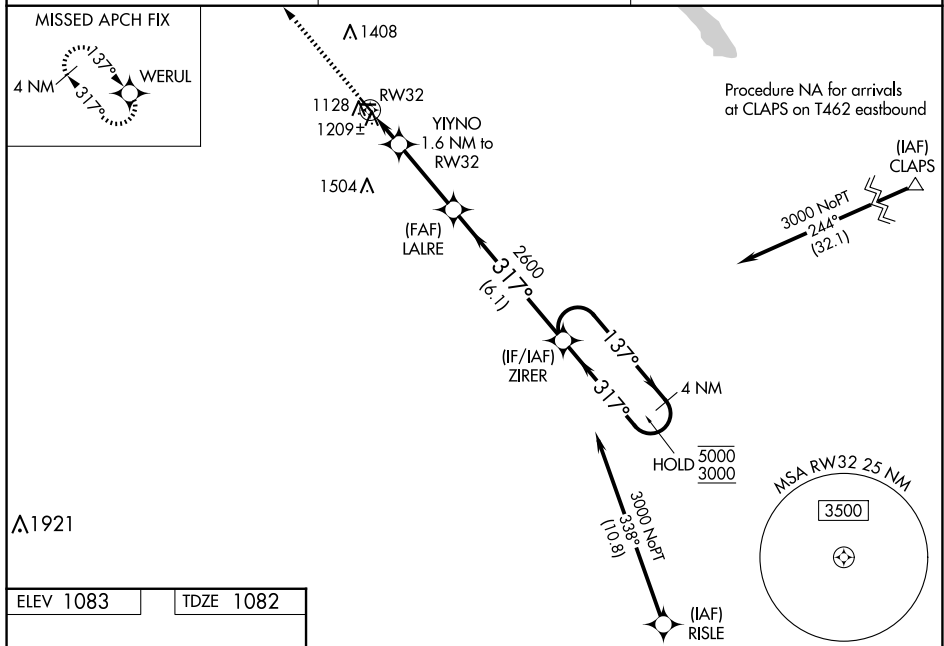 MISSED APCH FIX
137°
4 NM
WERUL
317°
1408
RW32
1128
1209±
YIYNO
1.6 NM to
RW32
Procedure NA for arrivals
at CLAPS on T462 eastbound
(IAF)
CLAPS
1504
3000 NoPT
244°
(32.1)
(FAF)
LALRE
2600
317°
(6.1)
(IF/IAF)
ZIRER
137°
317°
4 NM
HOLD 5000
3000
MSA RW32 25 NM
3500
3000 NoPT
338°
(10.8)
1921
ELEV 1083
TDZE 1082
(IAF)
RISLE